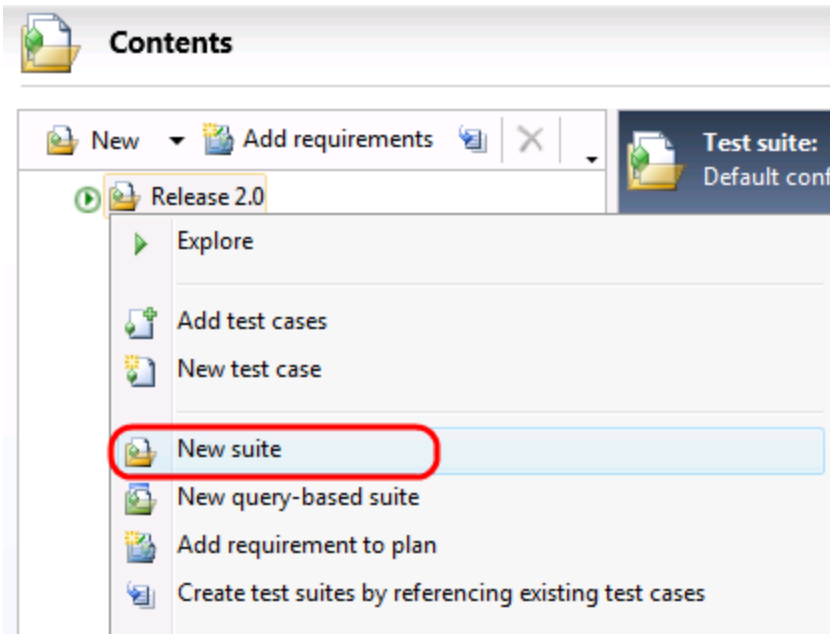 Contents
New Add requirements
Test suite:
Default conf
Release 2.0
Explore
Add test cases
New test case
New suite
New query-based suite
Add requirement to plan
Create test suites by referencing existing test cases